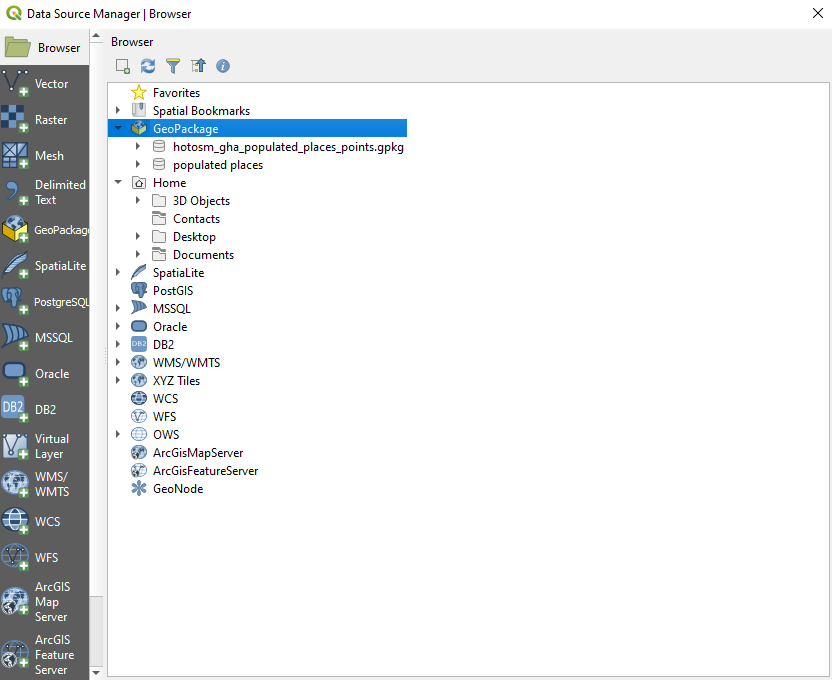 Data Source Manager | Browser
Browser
Vector
Raster
Mesh
Delimited
Text
GeoPackage
SpatiaLite
PostgreSQL
MSSQL
Oracle
DB2
DB2
Virtual
Layer
WMS/
WMTS
WCS
WFS
ArcGIS
Map
Server
ArcGIS
Feature
Server
Browser
Favorites
Spatial Bookmarks
GeoPackage
hotosm_gha_populated_places_points.gpkg
populated places
Home
3D Objects
Contacts
Desktop
Documents
SpatiaLite
PostGIS
MSSQL
Oracle
DB2 DB2
WMS/WMTS
XYZ Tiles
WCS
WFS
OWS
ArcGisMapServer
ArcGisFeatureServer
GeoNode